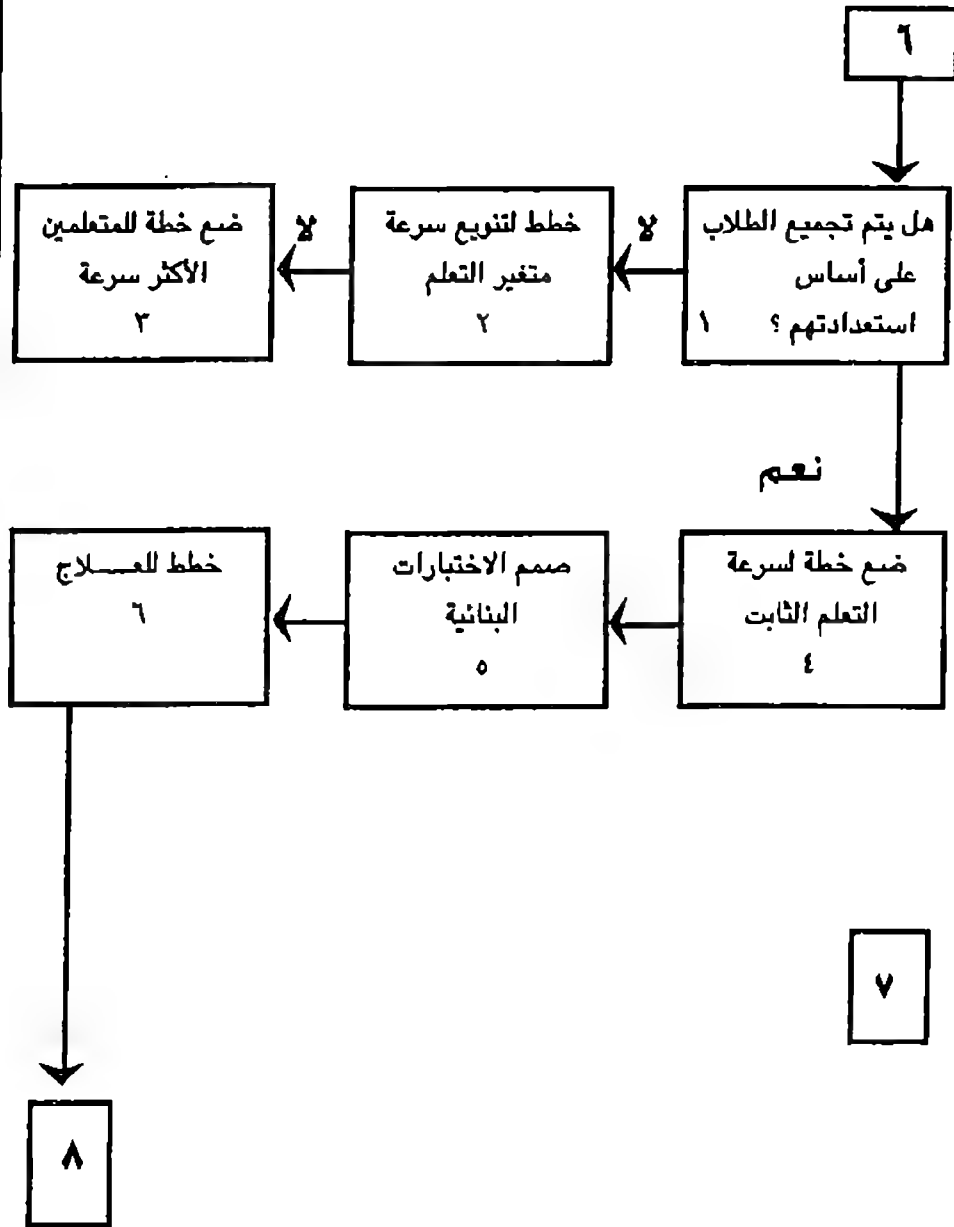 ٦
هل يتم تجميع الطلاب
على أساس
استعدادتهم ؟ ١
لا
خطط لتنويع سرعة
متغير التعلم
٢
لا
ضع خطة للمتعلمين
الأكثر سرعة
٣
نعم
ضع خطة لسرعة
التعلم الثابت
٤
صمم الاختبارات
البنائية
٥
خطط للعـــلاج
٦
٧
٨